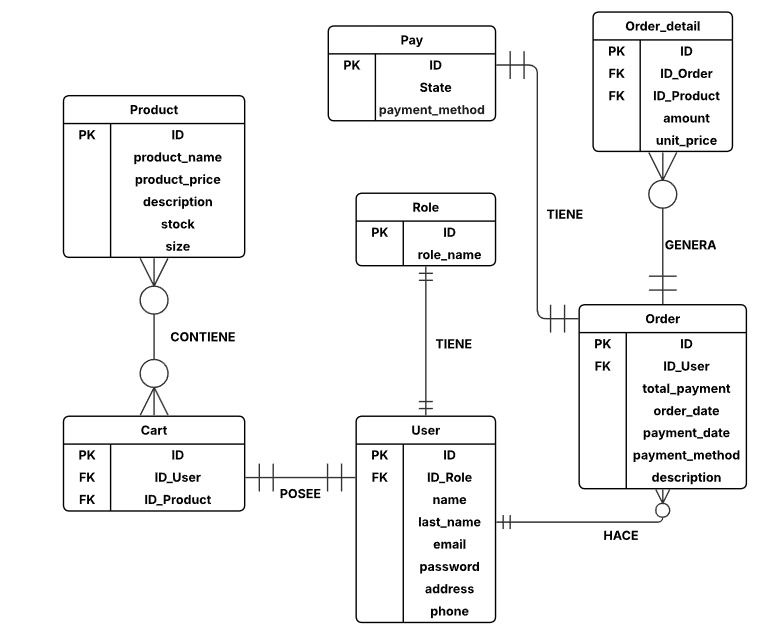 Order_detail
PK ID
FK ID_Order
FK ID_Product
amount
unit_price
Pay
PK ID
State
payment_method
Product
PK ID
product_name
product_price
description
stock
size
Role
PK ID
role_name
TIENE
GENERA
CONTIENE
TIENE
Order
PK ID
FK ID_User
total_payment
order_date
payment_date
payment_method
description
Cart
PK ID
FK ID_User
FK ID_Product
POSEE
User
PK ID
FK ID_Role
name
last_name
email
password
address
phone
HACE